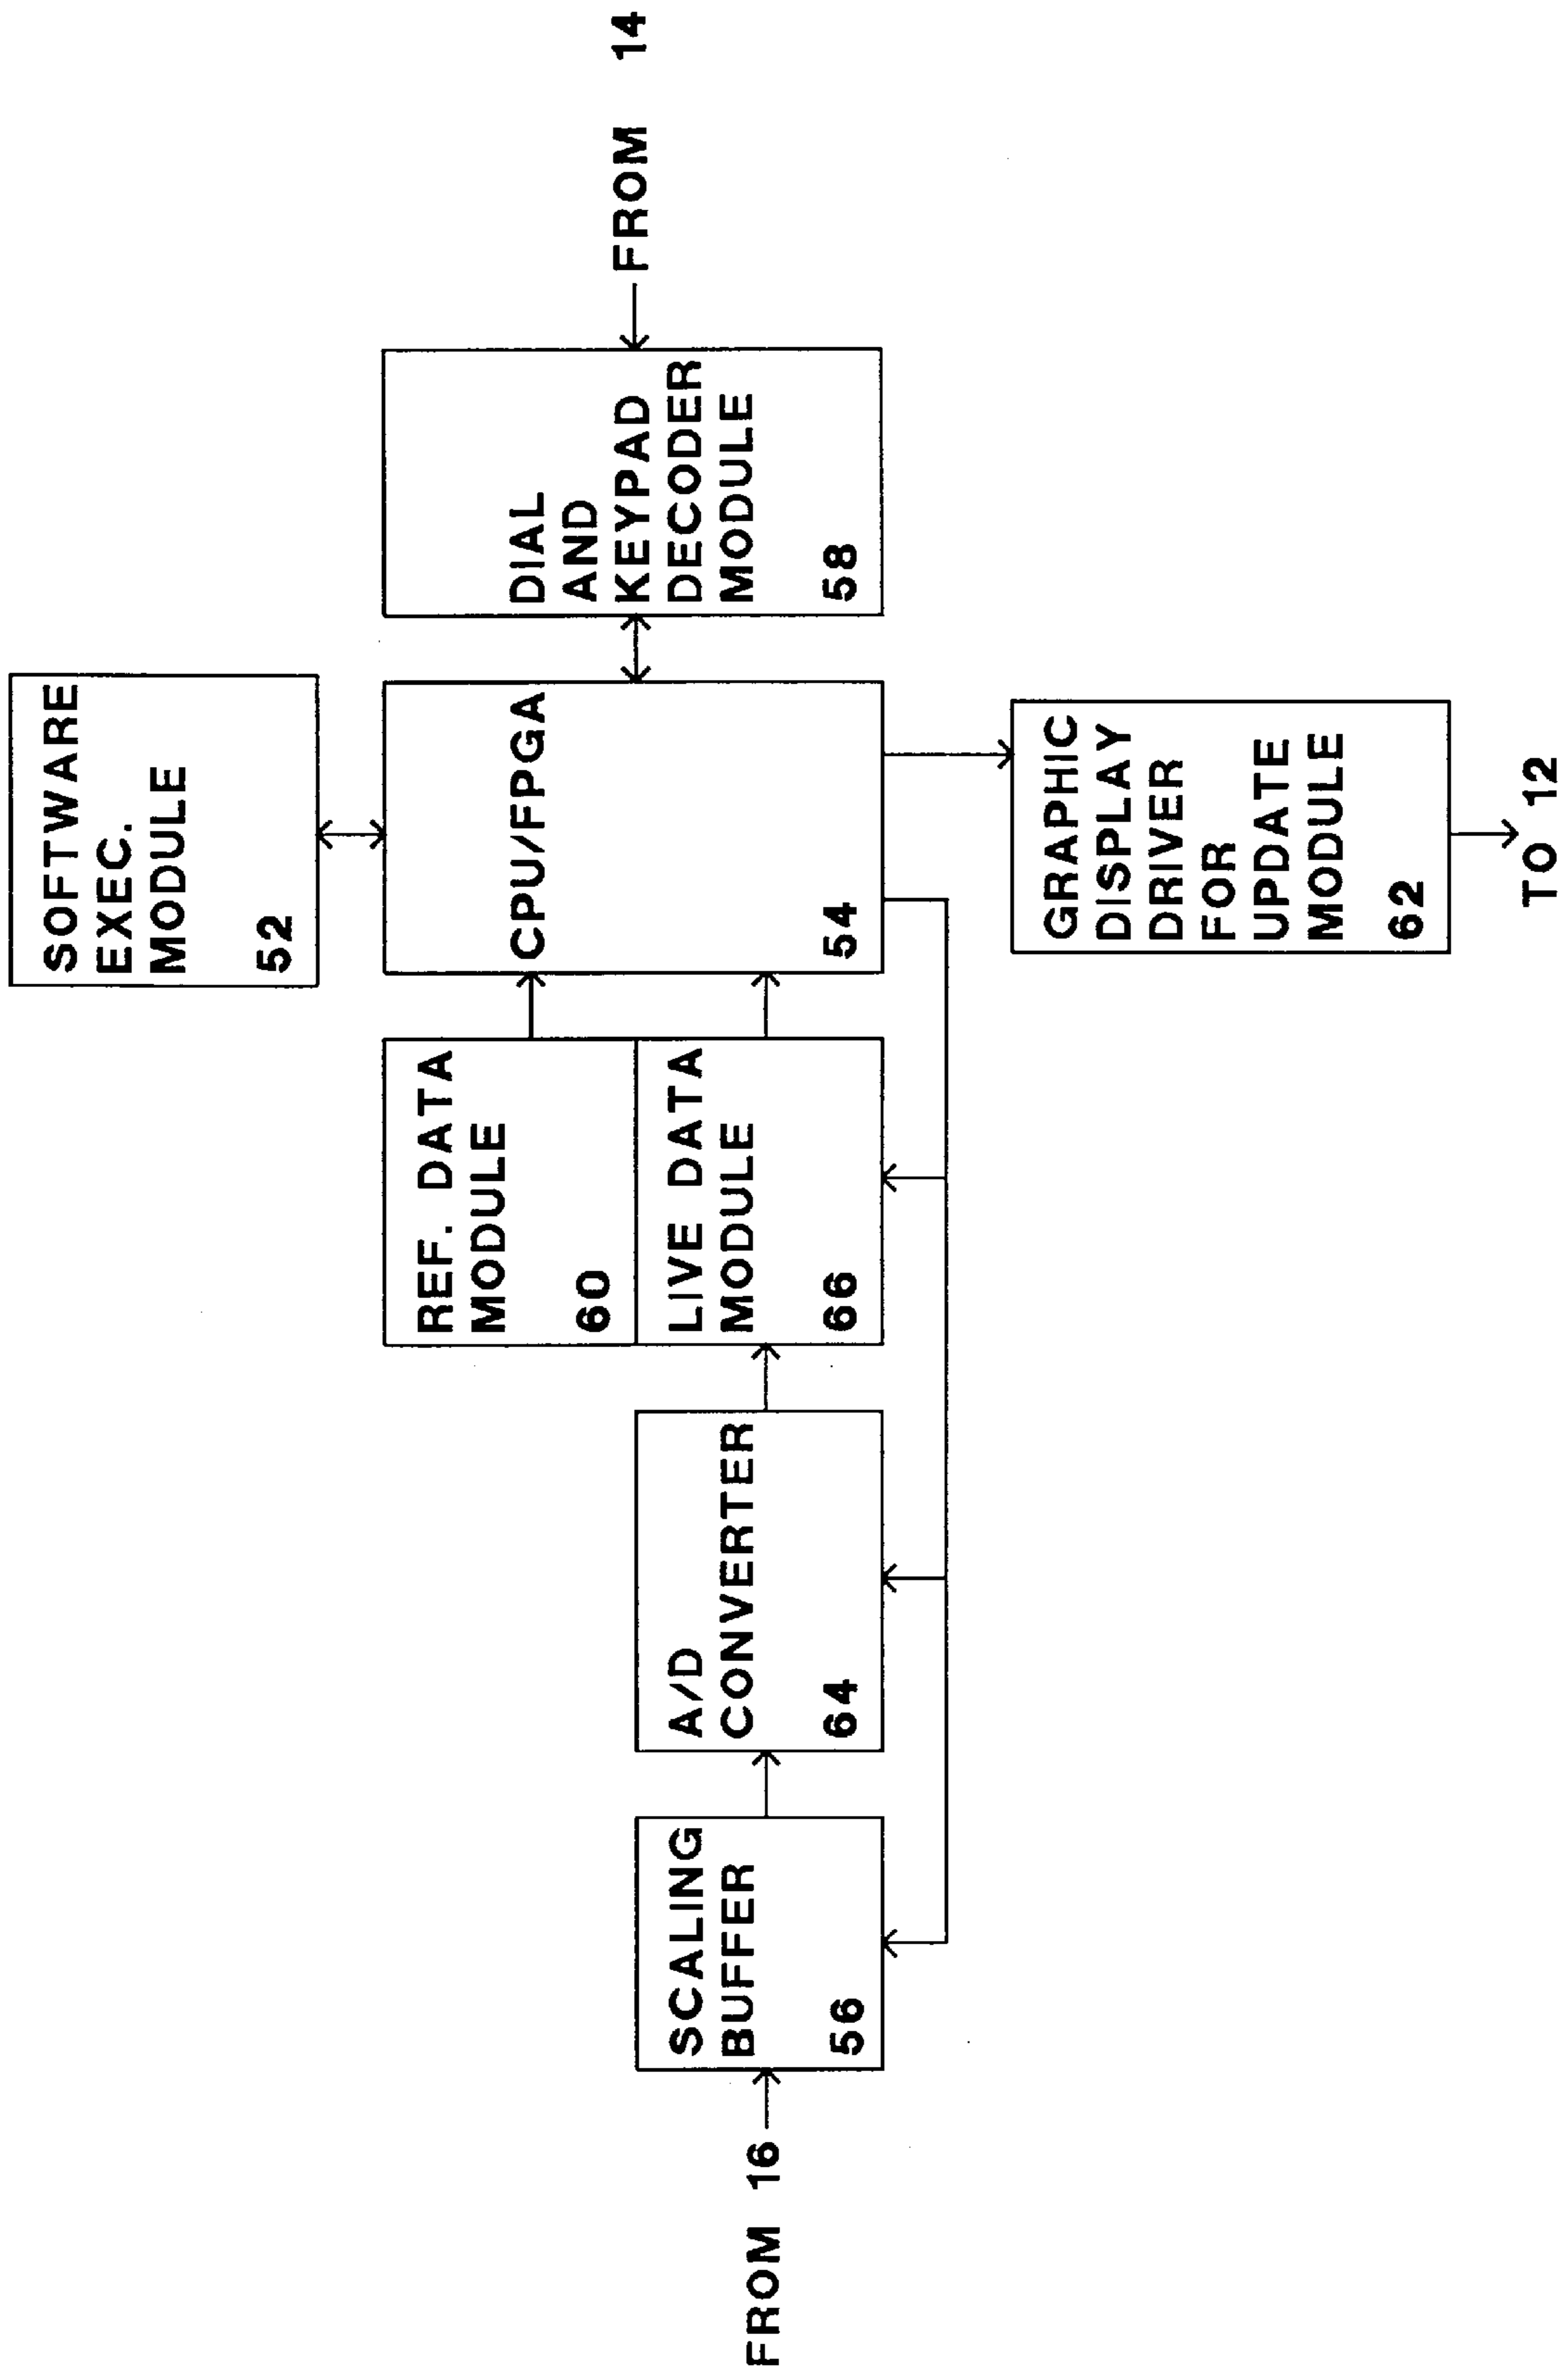 SOFTWARE
EXEC.
MODULE
52
REF. DATA
MODULE
60
CPU/FPGA
54
DIAL
AND
KEYPAD
DECODER
MODULE
58
FROM 14
FROM 16
SCALING
BUFFER
56
A/D
CONVERTER
64
LIVE DATA
MODULE
66
GRAPHIC
DISPLAY
DRIVER
FOR
UPDATE
MODULE
62
TO 12